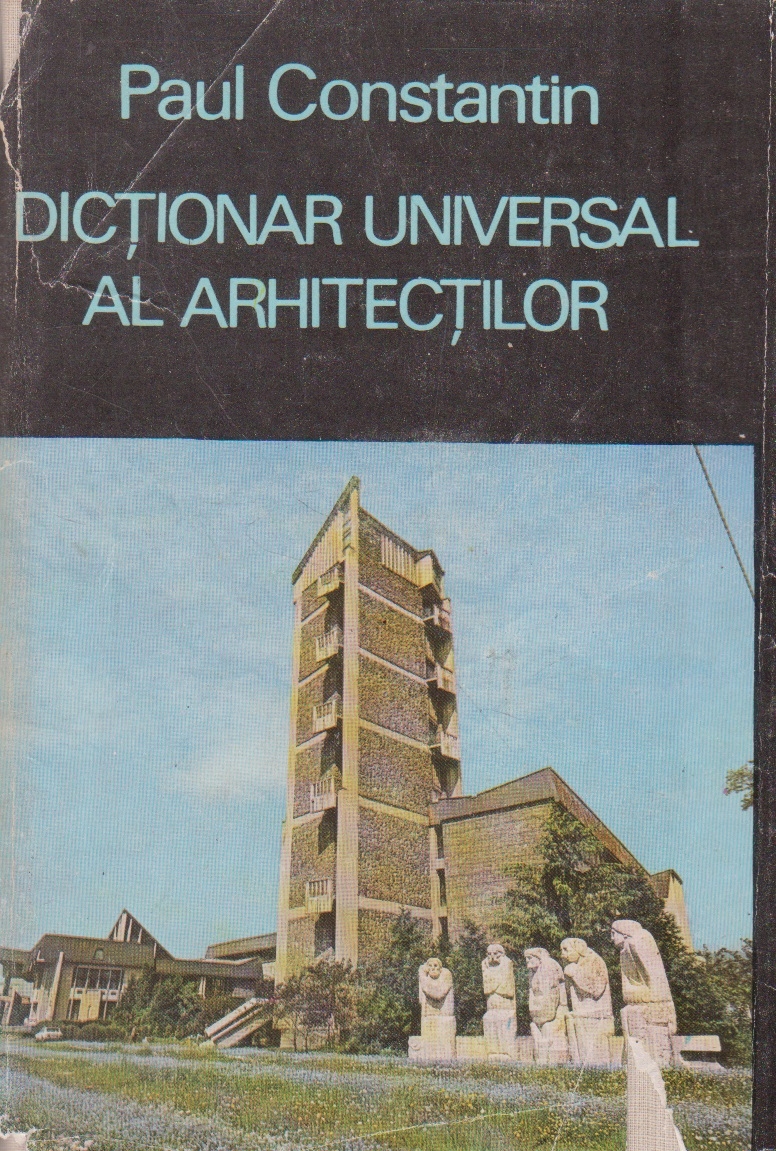 Paul Constantin
DICȚIONAR UNIVERSAL
AL ARHITECȚILOR